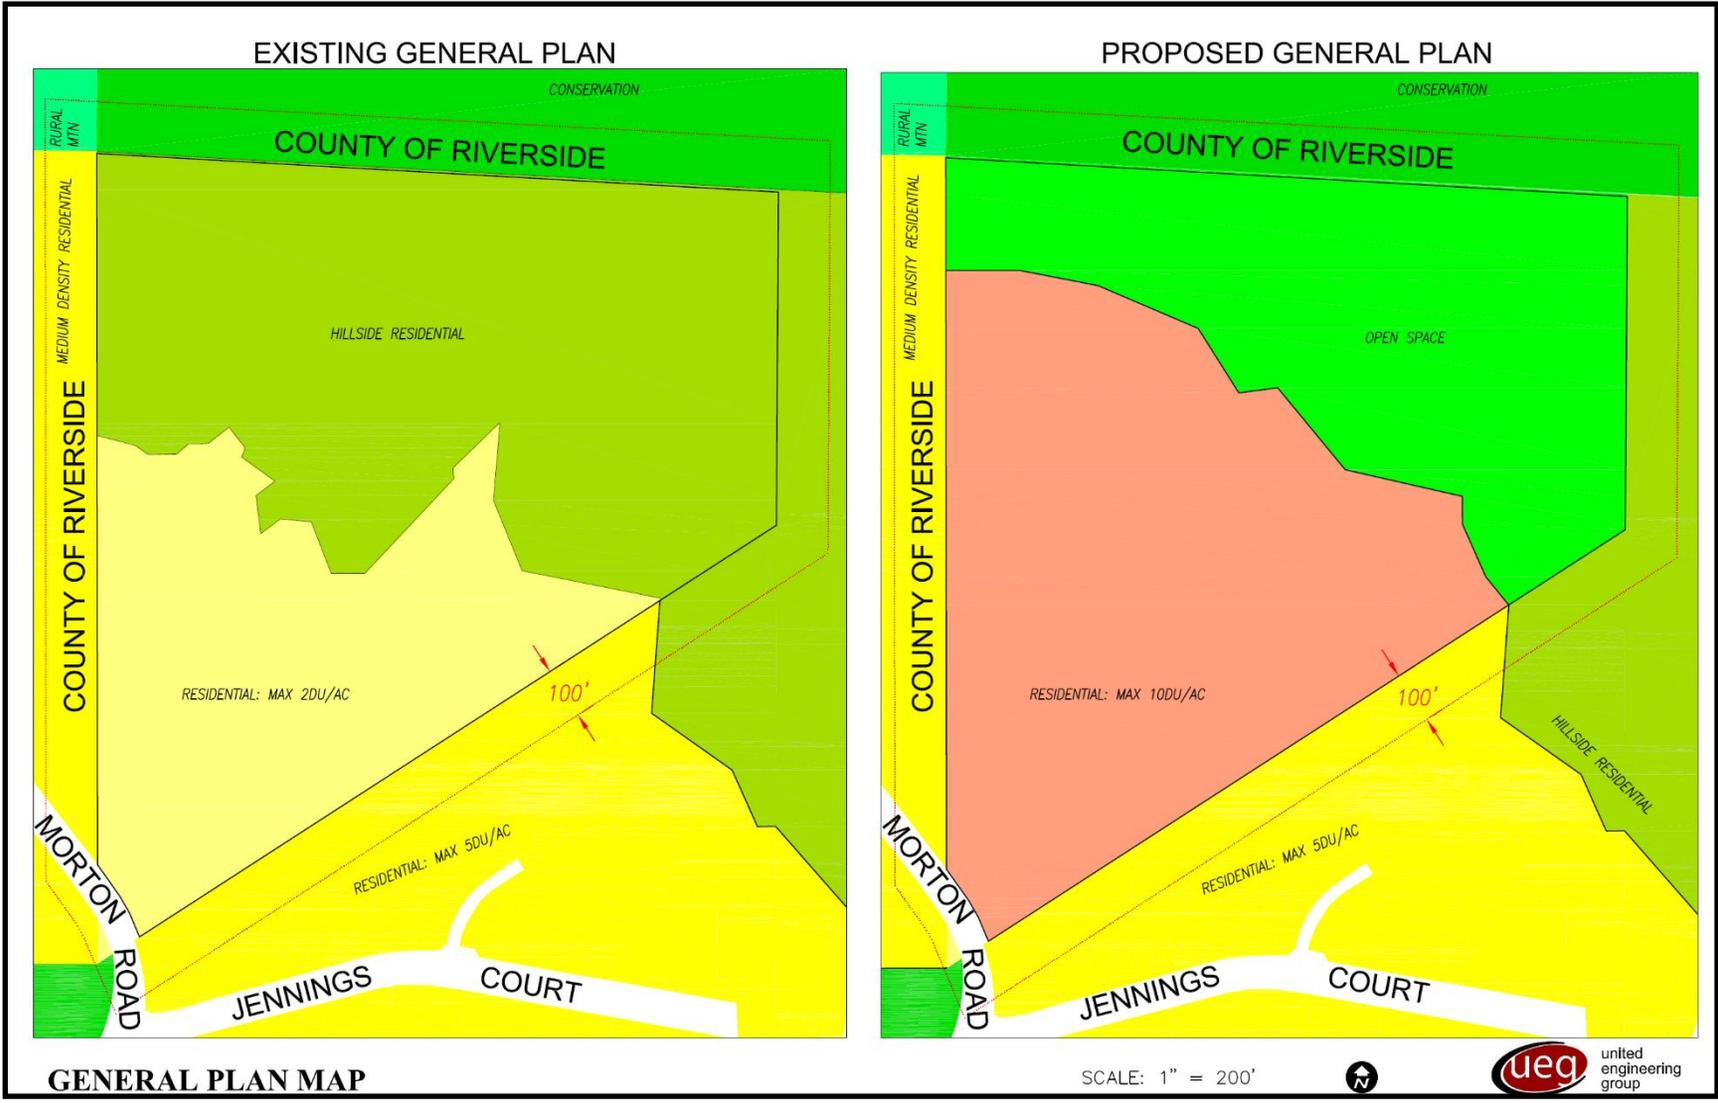 EXISTING GENERAL PLAN
CONSERVATION
RURAL
MTN
COUNTY OF RIVERSIDE
MEDIUM DENSITY RESIDENTIAL
HILLSIDE RESIDENTIAL
COUNTY OF RIVERSIDE
RESIDENTIAL: MAX 2DU/AC
100'
RESIDENTIAL: MAX 5DU/AC
MORTON
ROAD
JENNINGS
COURT
PROPOSED GENERAL PLAN
CONSERVATION
RURAL
MTN
COUNTY OF RIVERSIDE
MEDIUM DENSITY RESIDENTIAL
OPEN SPACE
COUNTY OF RIVERSIDE
RESIDENTIAL: MAX 10DU/AC
100'
HILLSIDE RESIDENTIAL
RESIDENTIAL: MAX 5DU/AC
MORTON
ROAD
JENNINGS
COURT
GENERAL PLAN MAP
SCALE: 1" = 200'
N
ueg
united
engineering
group